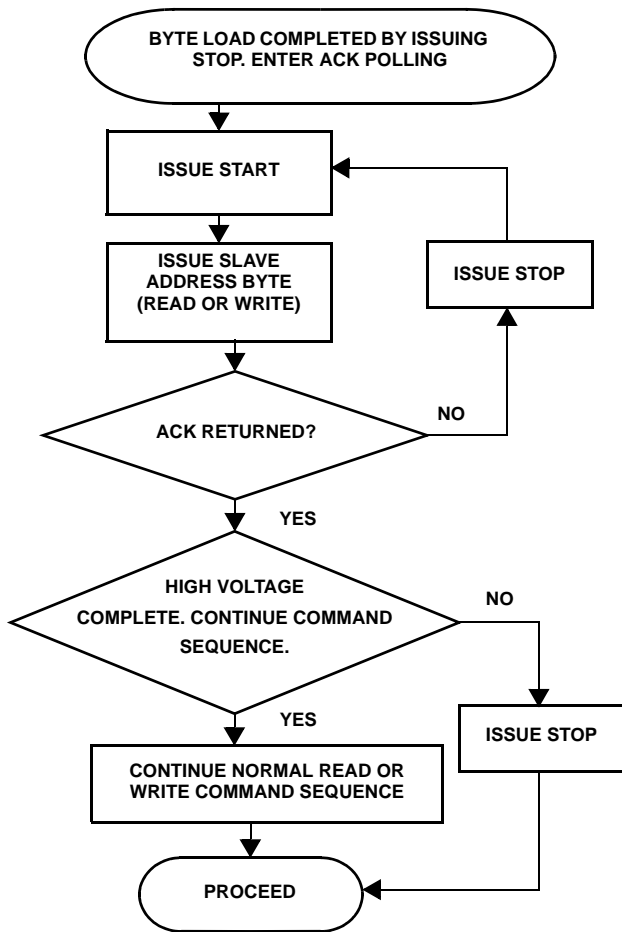 BYTE LOAD COMPLETED BY ISSUING
STOP. ENTER ACK POLLING
ISSUE START
ISSUE SLAVE
ADDRESS BYTE
(READ OR WRITE)
ISSUE STOP
ACK RETURNED?
NO
YES
HIGH VOLTAGE
COMPLETE. CONTINUE COMMAND
SEQUENCE.
NO
YES
ISSUE STOP
CONTINUE NORMAL READ OR
WRITE COMMAND SEQUENCE
PROCEED